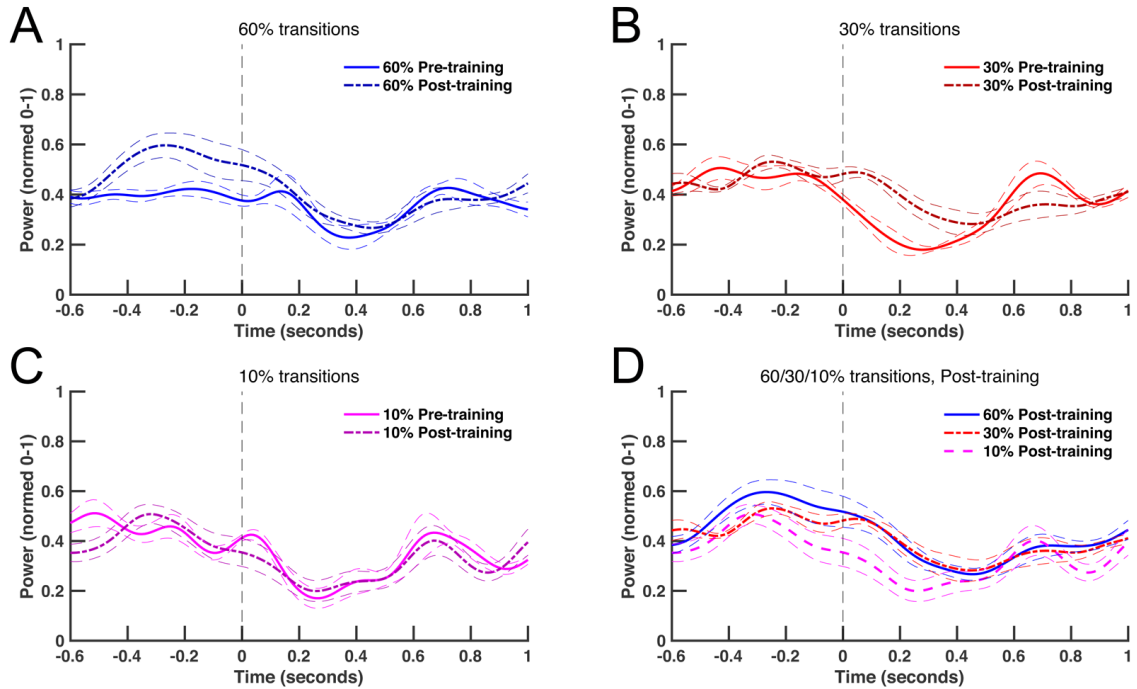 A
60% transitions
1
0.8
0.6
0.4
0.2
0
Power (normed 0-1)
60% Pre-training
60% Post-training
-0.6 -0.4 -0.2 0 0.2 0.4 0.6 0.8 1
Time (seconds)
B
30% transitions
1
0.8
0.6
0.4
0.2
0
Power (normed 0-1)
30% Pre-training
30% Post-training
-0.6 -0.4 -0.2 0 0.2 0.4 0.6 0.8 1
Time (seconds)
C
10% transitions
1
0.8
0.6
0.4
0.2
0
Power (normed 0-1)
10% Pre-training
10% Post-training
-0.6 -0.4 -0.2 0 0.2 0.4 0.6 0.8 1
Time (seconds)
D
60/30/10% transitions, Post-training
1
0.8
0.6
0.4
0.2
0
Power (normed 0-1)
60% Post-training
30% Post-training
10% Post-training
-0.6 -0.4 -0.2 0 0.2 0.4 0.6 0.8 1
Time (seconds)